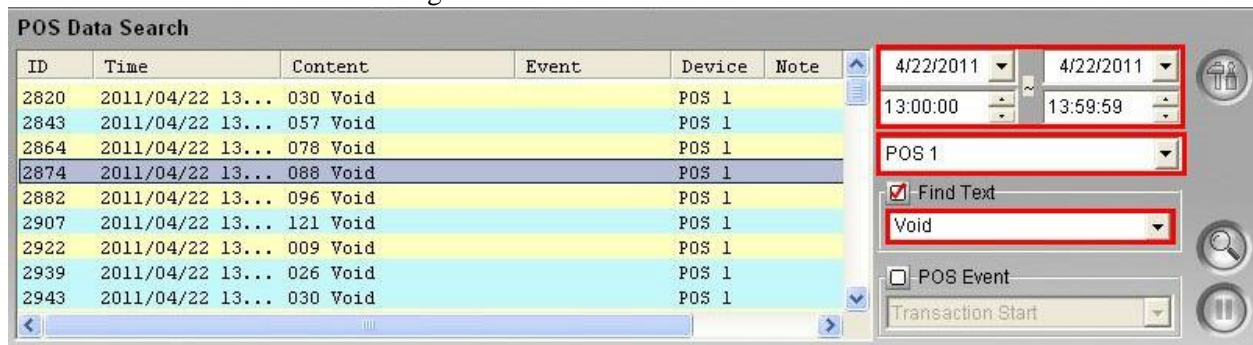 POS Data Search
ID Time Content Event Device Note
2820 2011/04/22 13... 030 Void POS 1
2843 2011/04/22 13... 057 Void POS 1
2864 2011/04/22 13... 078 Void POS 1
2874 2011/04/22 13... 088 Void POS 1
2882 2011/04/22 13... 096 Void POS 1
2907 2011/04/22 13... 121 Void POS 1
2922 2011/04/22 13... 009 Void POS 1
2939 2011/04/22 13... 026 Void POS 1
2943 2011/04/22 13... 030 Void POS 1
4/22/2011 ~ 4/22/2011
13:00:00 13:59:59
POS 1
Find Text
Void
POS Event
Transaction Start